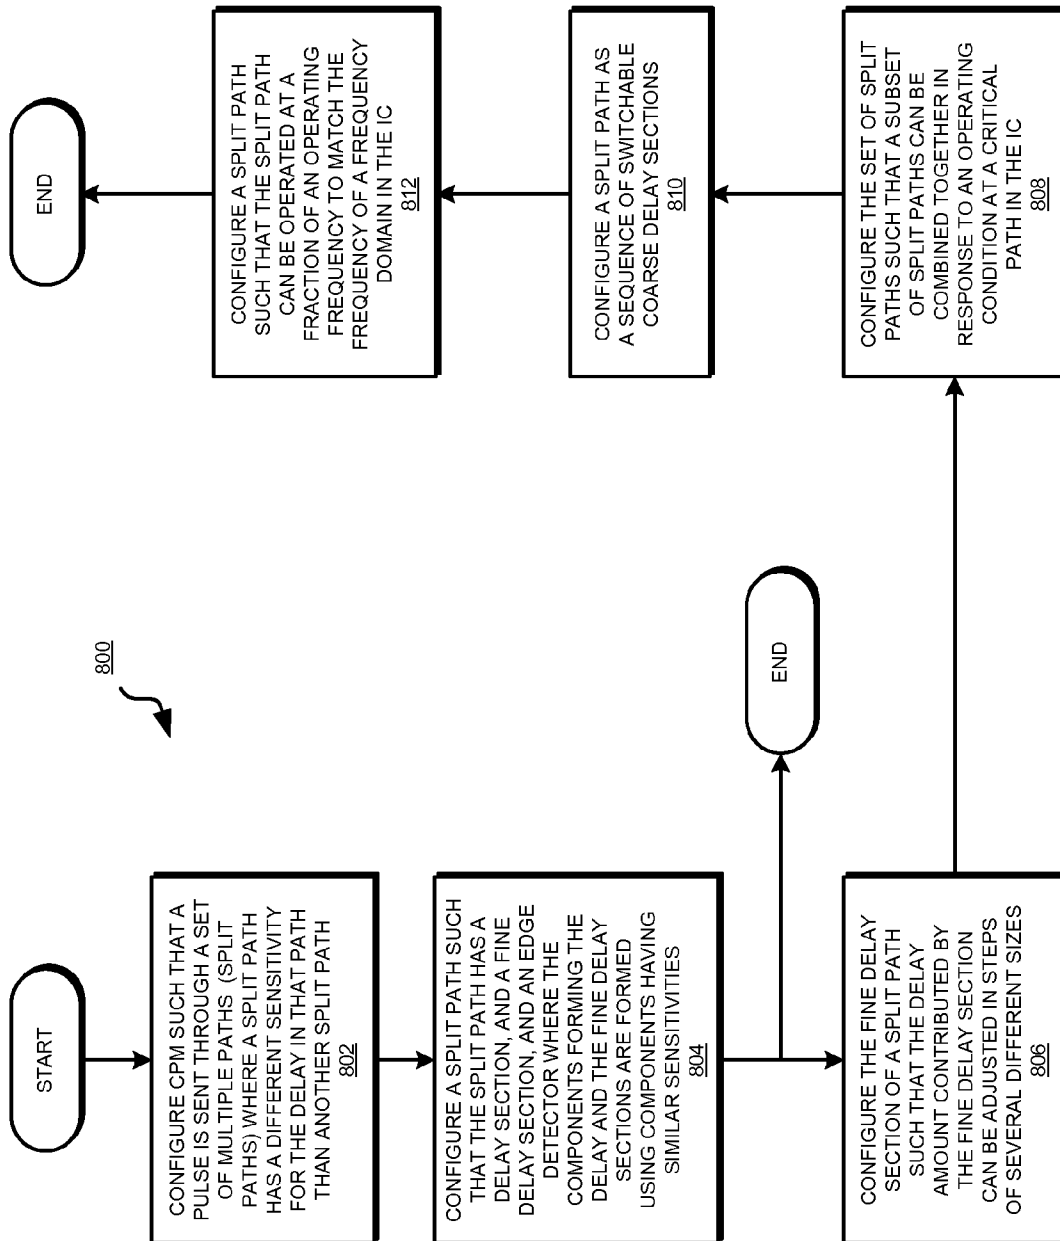 800
START
CONFIGURE CPM SUCH THAT A
PULSE IS SENT THROUGH A SET
OF MULTIPLE PATHS (SPLIT
PATHS) WHERE A SPLIT PATH
HAS A DIFFERENT SENSITIVITY
FOR THE DELAY IN THAT PATH
THAN ANOTHER SPLIT PATH
802
CONFIGURE A SPLIT PATH SUCH
THAT THE SPLIT PATH HAS A
DELAY SECTION, AND A FINE
DELAY SECTION, AND AN EDGE
DETECTOR WHERE THE
COMPONENTS FORMING THE
DELAY AND THE FINE DELAY
SECTIONS ARE FORMED
USING COMPONENTS HAVING
SIMILAR SENSITIVITIES
804
END
CONFIGURE THE FINE DELAY
SECTION OF A SPLIT PATH
SUCH THAT THE DELAY
AMOUNT CONTRIBUTED BY
THE FINE DELAY SECTION
CAN BE ADJUSTED IN STEPS
OF SEVERAL DIFFERENT SIZES
806
CONFIGURE THE SET OF SPLIT
PATHS SUCH THAT A SUBSET
OF SPLIT PATHS CAN BE
COMBINED TOGETHER IN
RESPONSE TO AN OPERATING
CONDITION AT A CRITICAL
PATH IN THE IC
808
CONFIGURE A SPLIT PATH AS
A SEQUENCE OF SWITCHABLE
COARSE DELAY SECTIONS
810
CONFIGURE A SPLIT PATH
SUCH THAT THE SPLIT PATH
CAN BE OPERATED AT A
FRACTION OF AN OPERATING
FREQUENCY TO MATCH THE
FREQUENCY OF A FREQUENCY
DOMAIN IN THE IC
812
END